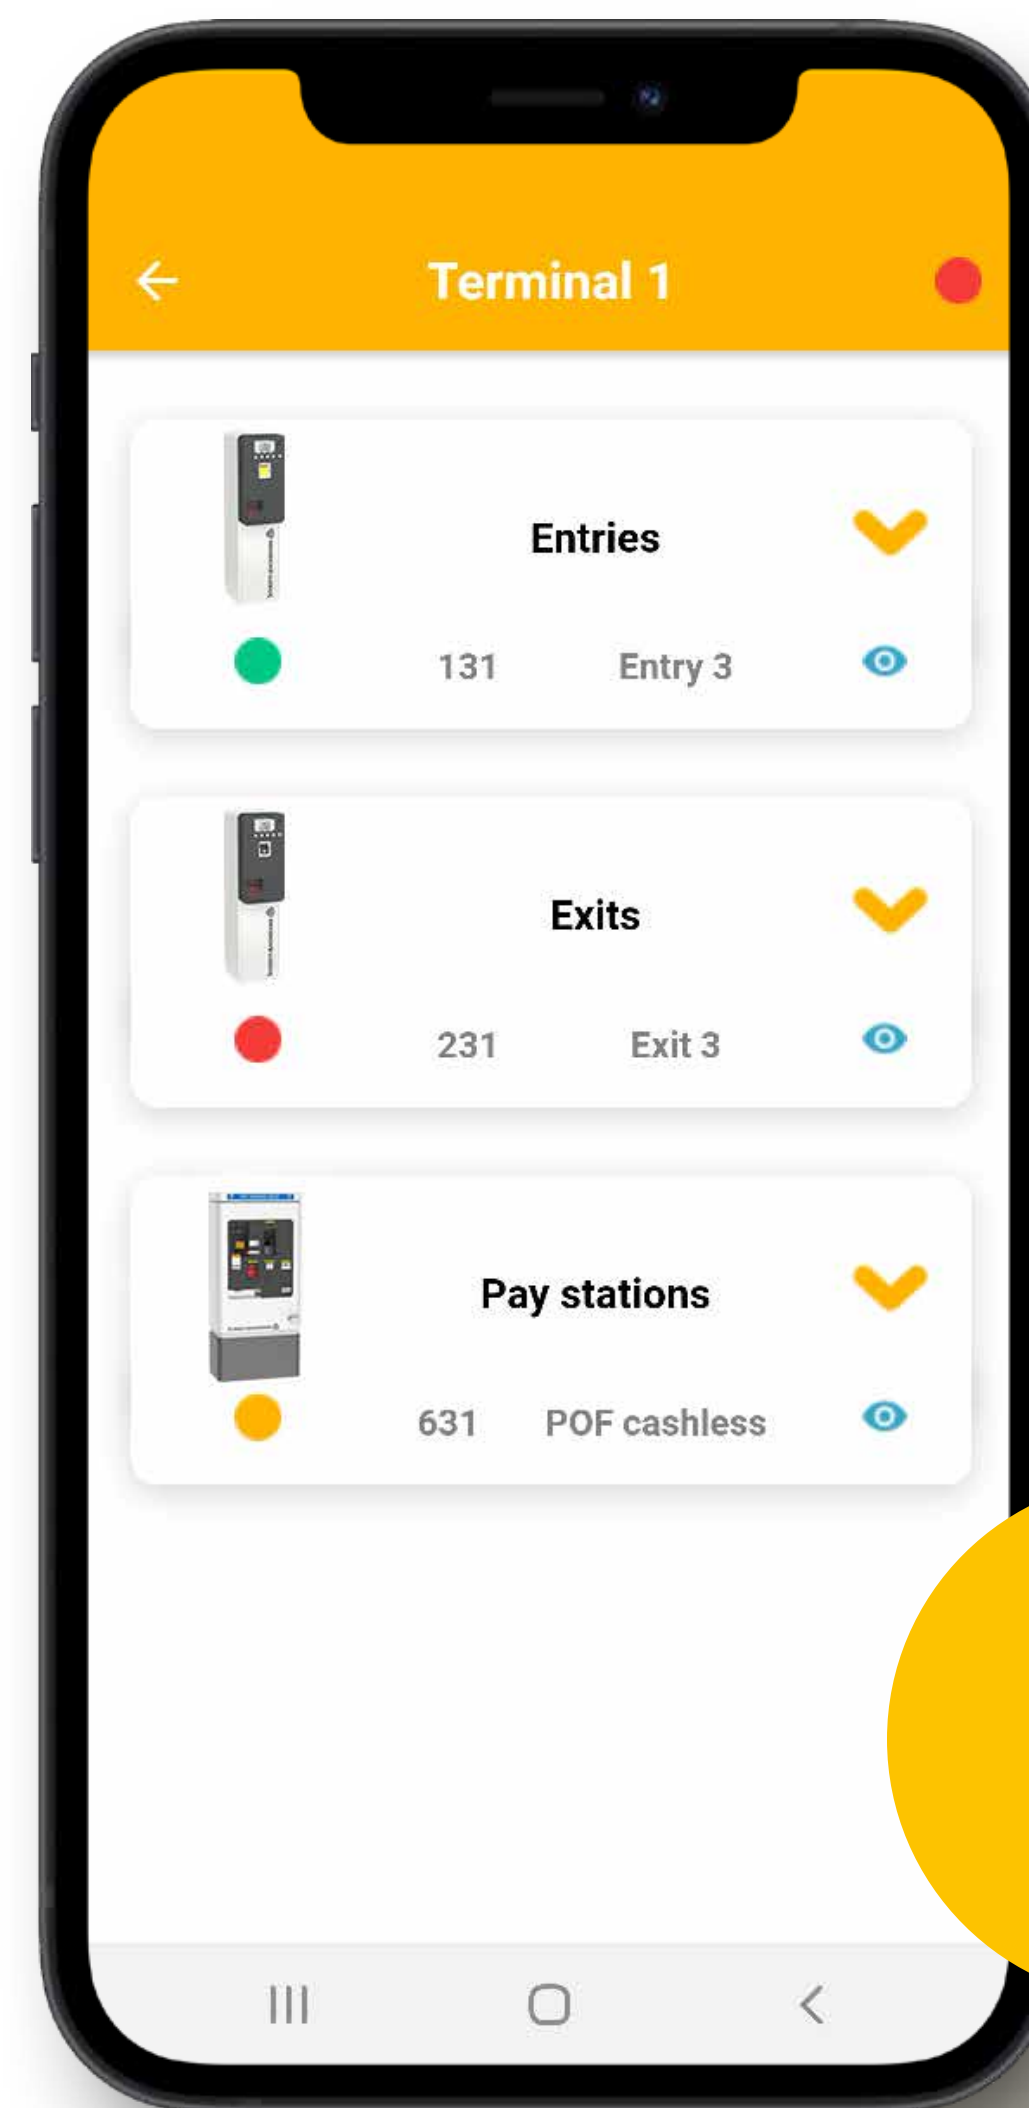 Terminal 1
Entries
131 Entry 3
Exits
231 Exit 3
Pay stations
631 POF cashless